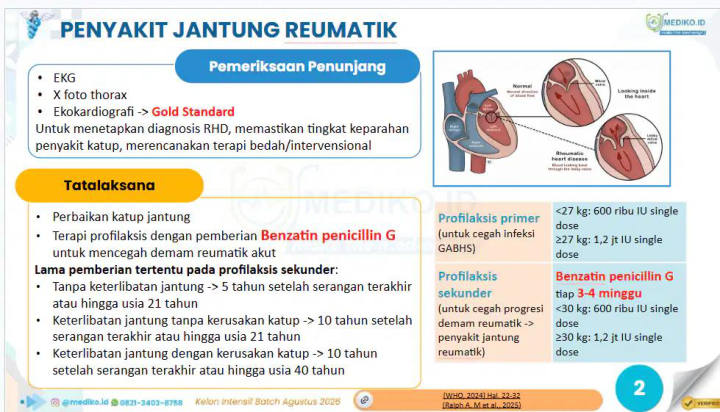 PENYAKIT JANTUNG REUMATIK
MEDIKO.ID
Pemeriksaan Penunjang
• EKG
• X foto thorax
• Ekokardiografi -> Gold Standard
Untuk menetapkan diagnosis RHD, memastikan tingkat keparahan
penyakit katup, merencanakan terapi bedah/intervensional
Normal
Looking inside
the heart
Rheumatic
heart disease
Tatalaksana
• Perbaikan katup jantung
• Terapi profilaksis dengan pemberian Benzatin penicillin G
untuk mencegah demam reumatik akut
Lama pemberian tertentu pada profilaksis sekunder:
• Tanpa keterlibatan jantung -> 5 tahun setelah serangan terakhir
atau hingga usia 21 tahun
• Keterlibatan jantung tanpa kerusakan katup -> 10 tahun setelah
serangan terakhir atau hingga usia 21 tahun
• Keterlibatan jantung dengan kerusakan katup -> 10 tahun
setelah serangan terakhir atau hingga usia 40 tahun
MEDIKO.ID
Profilaksis primer
(untuk cegah infeksi
GABHS)
<27 kg: 600 ribu IU single
dose
≥27 kg: 1,2 jt IU single
dose
Profilaksis
sekunder
(untuk cegah progresi
demam reumatik ->
penyakit jantung
reumatik)
Benzatin penicillin G
tiap 3-4 minggu
<30 kg: 600 ribu IU single
dose
≥30 kg: 1,2 jt IU single
dose
@mediko.id 0821-3403-8758 Kelon Intensif Batch Agustus 2026
(WHO, 2024) Hal. 22-32
(Ralph A. M et al., 2025)
2
VERIFIED